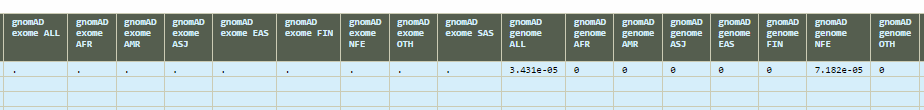 gnomAD exome ALL gnomAD exome AFR gnomAD exome AMR gnomAD exome ASJ gnomAD exome EAS gnomAD exome FIN gnomAD exome NFE gnomAD exome OTH gnomAD exome SAS gnomAD genome ALL gnomAD genome AFR gnomAD genome AMR gnomAD genome ASJ gnomAD genome EAS gnomAD genome FIN gnomAD genome NFE gnomAD genome OTH
. . . . . . . . . 3.431e-05 0 0 0 0 0 7.182e-05 0